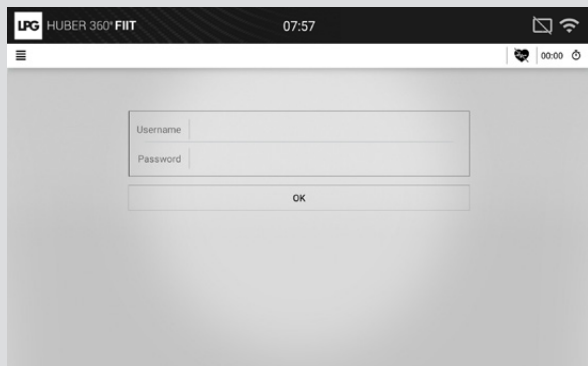 LPG HUBER 360° FIIT 07:57
00:00
Username
Password
OK